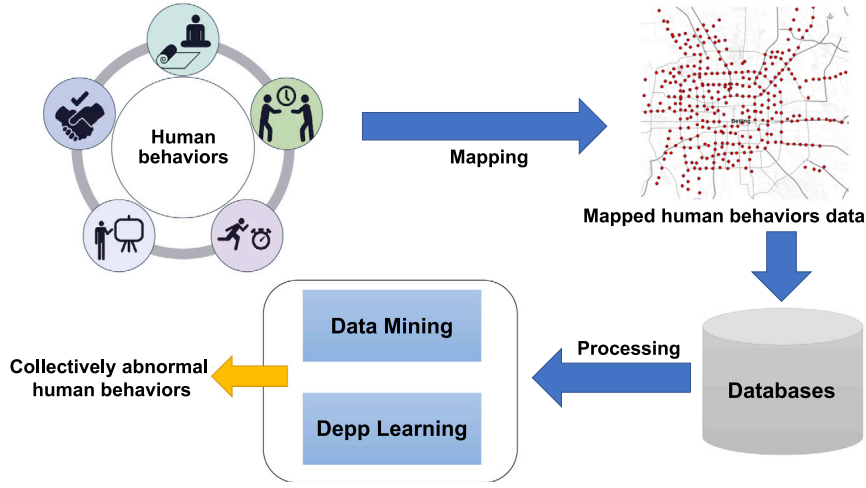 Human
behaviors
Mapping
Beijing
Mapped human behaviors data
Data Mining
Processing
Collectively abnormal
human behaviors
Databases
Depp Learning